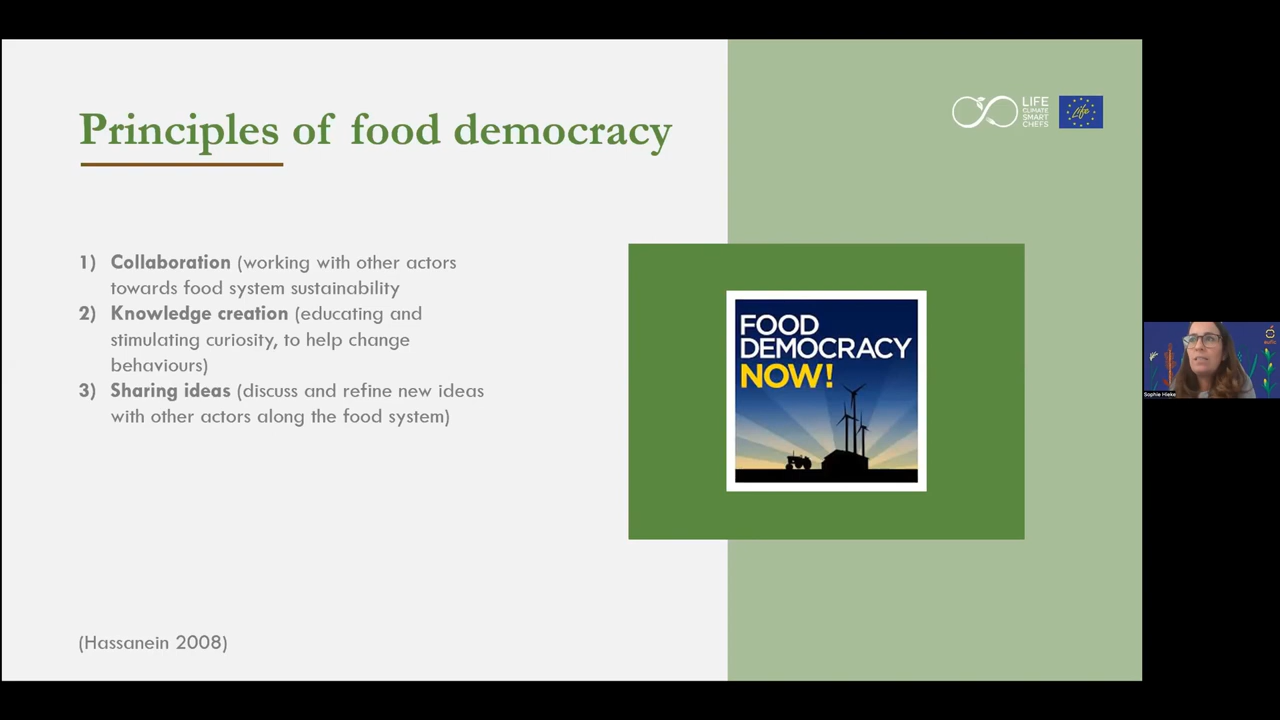 Principles of food democracy
LIFE
CLIMATE
SMART
CHEFS
Life
1) Collaboration (working with other actors
towards food system sustainability
2) Knowledge creation (educating and
stimulating curiosity, to help change
behaviours)
3) Sharing ideas (discuss and refine new ideas
with other actors along the food system)
FOOD
DEMOCRACY
NOW!
(Hassanein 2008)
eufic
Sophie Hieke